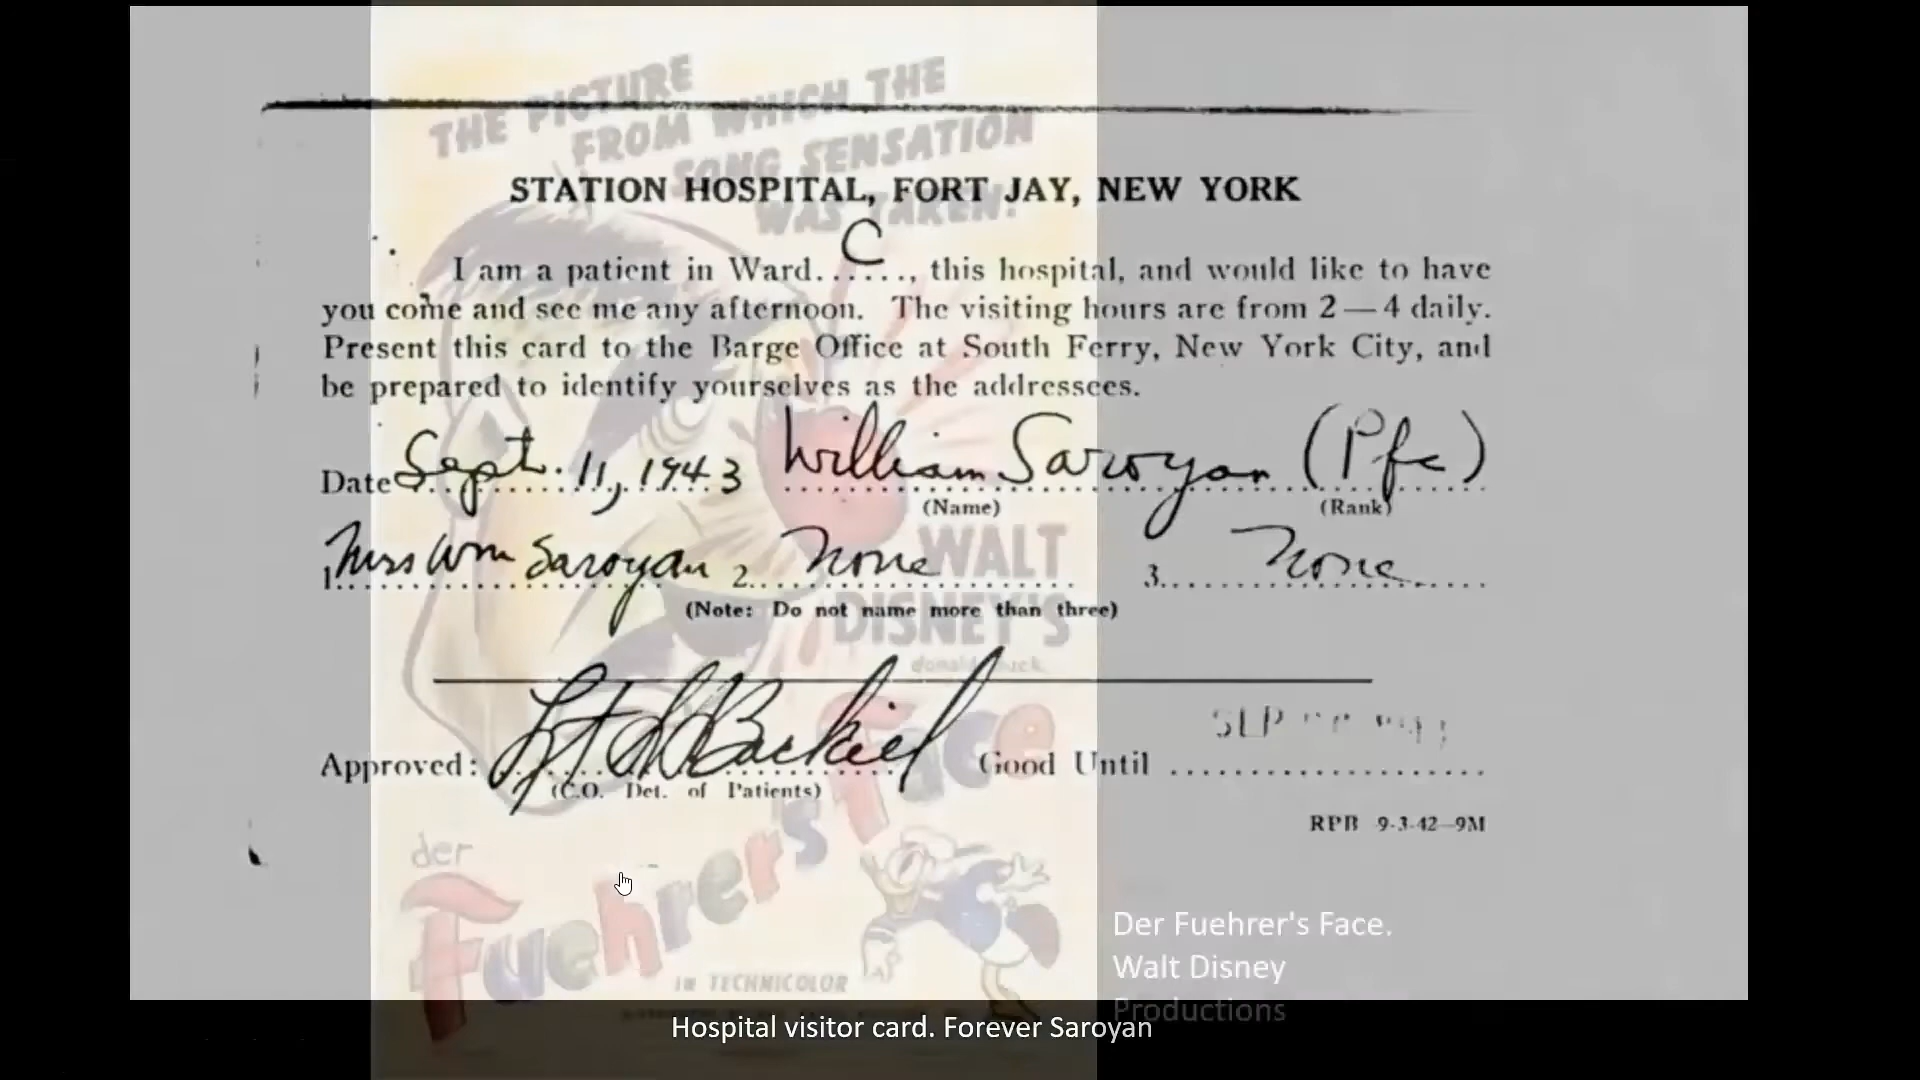 THE PICTURE
FROM WHICH THE
SONG SENSATION
WAS TAKEN!
STATION HOSPITAL, FORT JAY, NEW YORK
I am a patient in Ward. C ....., this hospital, and would like to have
you come and see me any afternoon. The visiting hours are from 2—4 daily.
Present this card to the Barge Office at South Ferry, New York City, and
be prepared to identify yourselves as the addressees.
Date Sept. 11, 1943 William Saroyan (Pfc)
(Name) (Rank)
1. Mrs Wm Saroyan 2. None 3. None
(Note: Do not name more than three)
WALT
DISNEY'S
donald duck
Approved: Good Until
(C.O. Det. of Patients)
RPB 9-3-42—9M
der
Fuehrer's Face
IN TECHNICOLOR
Der Fuehrer's Face.
Walt Disney
Productions
Hospital visitor card. Forever Saroyan